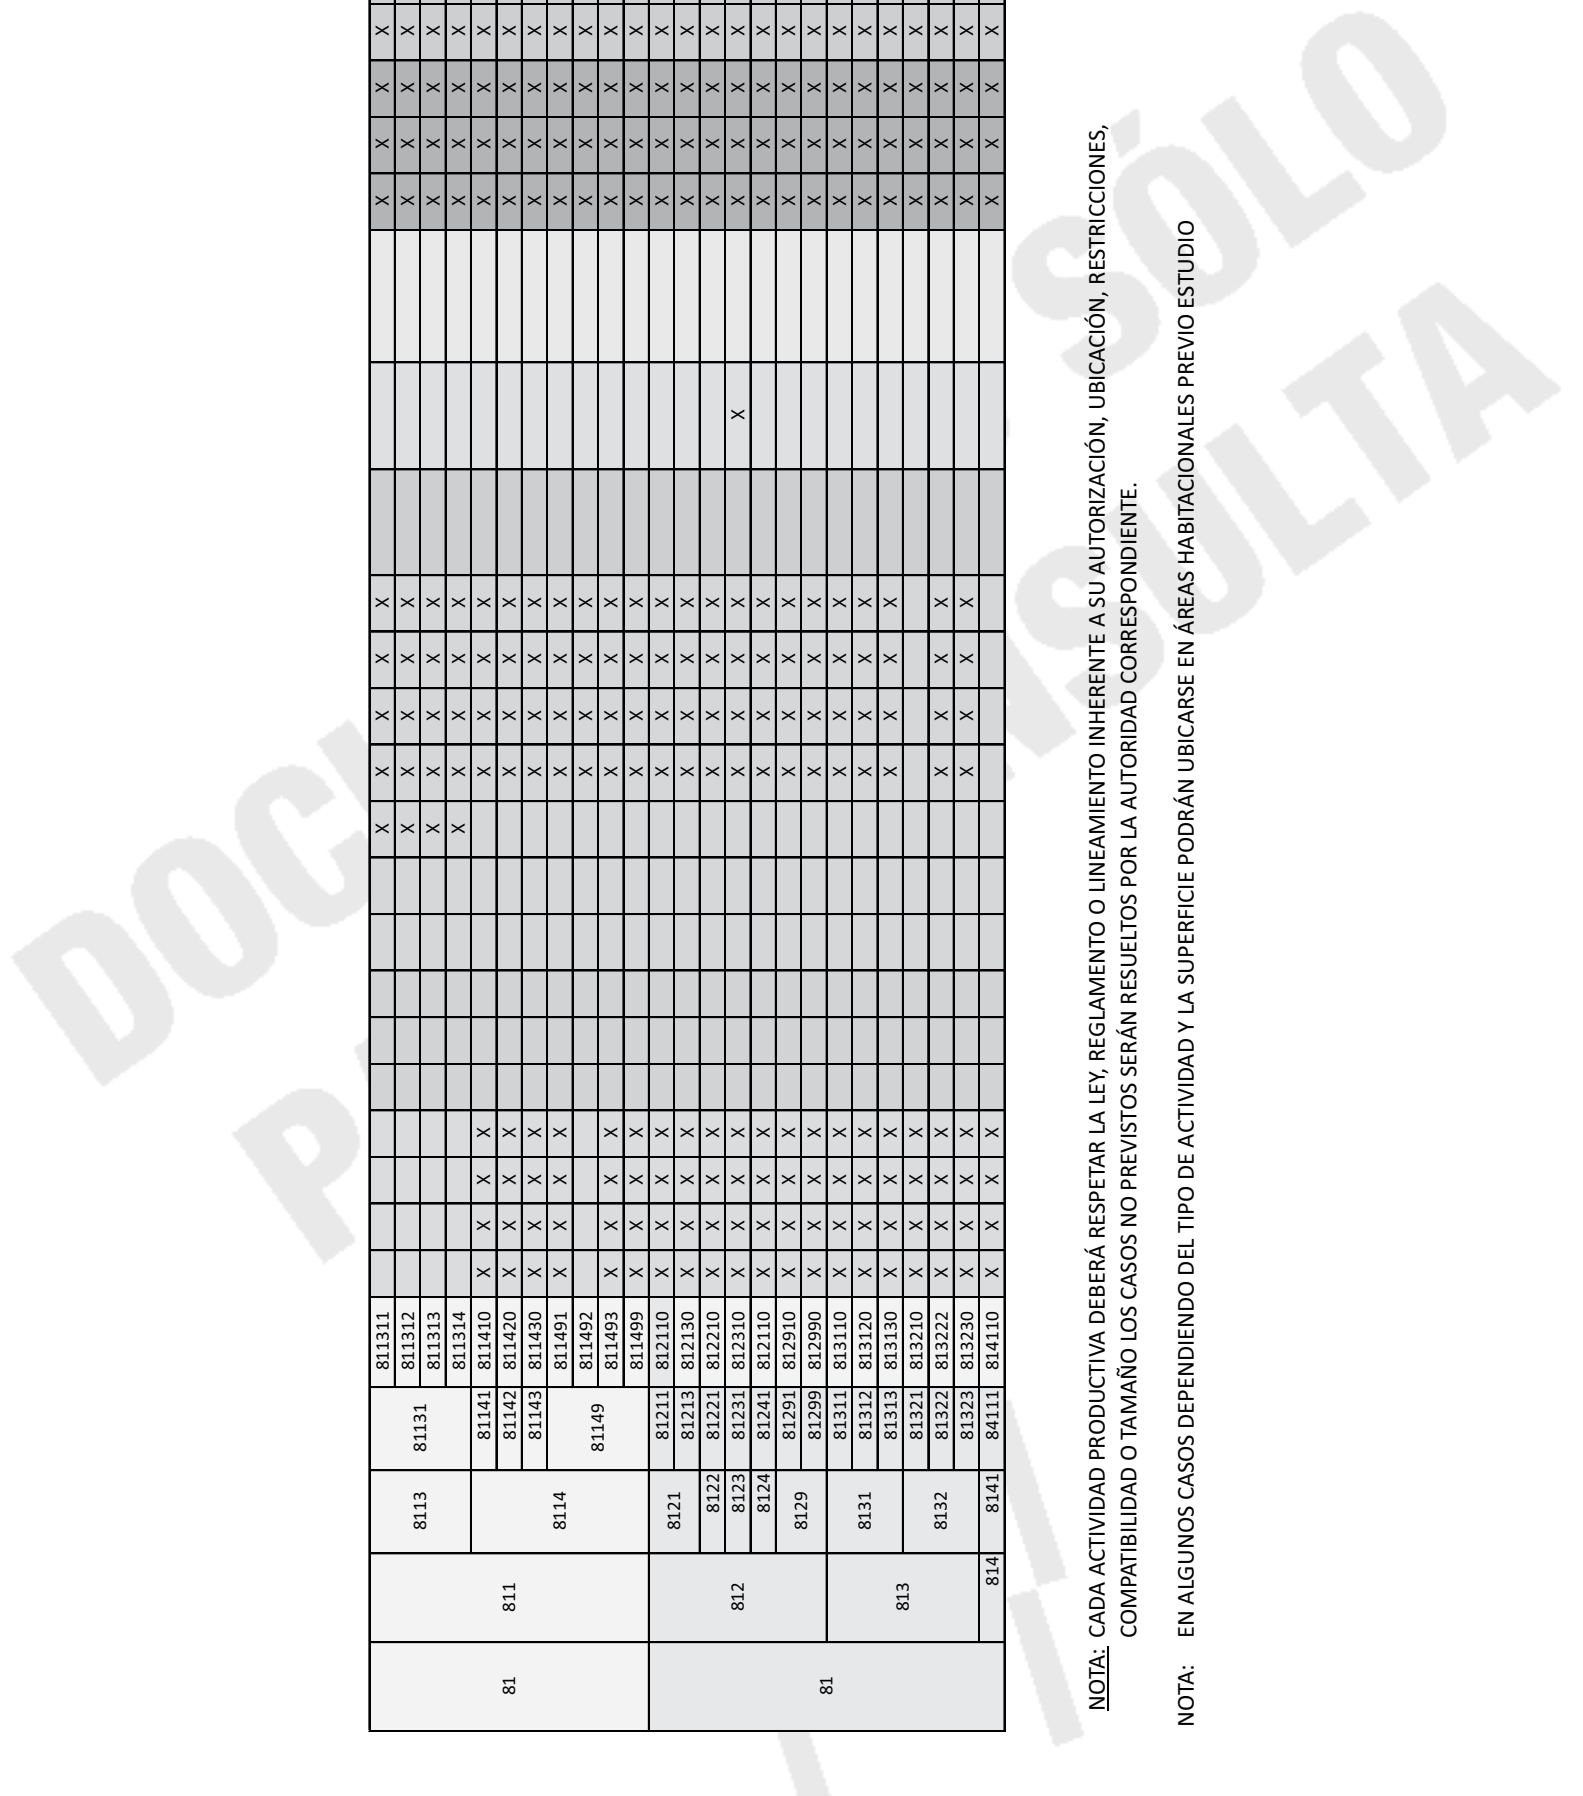 81 811 8113 81131 811311 X X X X X X X X X
811312 X X X X X X X X X
811313 X X X X X X X X X
811314 X X X X X X X X X
8114 81141 811410 X X X X X X X X X X X X
81142 811420 X X X X X X X X X X X X
81143 811430 X X X X X X X X X X X X
81149 811491 X X X X X X X X X X X X
811492 X X X X X X X X
811493 X X X X X X X X X X X X
811499 X X X X X X X X X X X X
81 812 8121 81211 812110 X X X X X X X X X X X X
81213 812130 X X X X X X X X X X X X
8122 81221 812210 X X X X X X X X X X X X
8123 81231 812310 X X X X X X X X X X X X X
8124 81241 812110 X X X X X X X X X X X X
8129 81291 812910 X X X X X X X X X X X X
81299 812990 X X X X X X X X X X X X
813 8131 81311 813110 X X X X X X X X X X X X
81312 813120 X X X X X X X X X X X X
81313 813130 X X X X X X X X X X X X
8132 81321 813210 X X X X X X X X
81322 813222 X X X X X X X X X X X X
81323 813230 X X X X X X X X X X X X
814 8141 84111 814110 X X X X X X X X
NOTA: CADA ACTIVIDAD PRODUCTIVA DEBERÁ RESPETAR LA LEY, REGLAMENTO O LINEAMIENTO INHERENTE A SU AUTORIZACIÓN, UBICACIÓN, RESTRICCIONES,
COMPATIBILIDAD O TAMAÑO LOS CASOS NO PREVISTOS SERÁN RESUELTOS POR LA AUTORIDAD CORRESPONDIENTE.
NOTA: EN ALGUNOS CASOS DEPENDIENDO DEL TIPO DE ACTIVIDAD Y LA SUPERFICIE PODRÁN UBICARSE EN ÁREAS HABITACIONALES PREVIO ESTUDIO
SÓLO